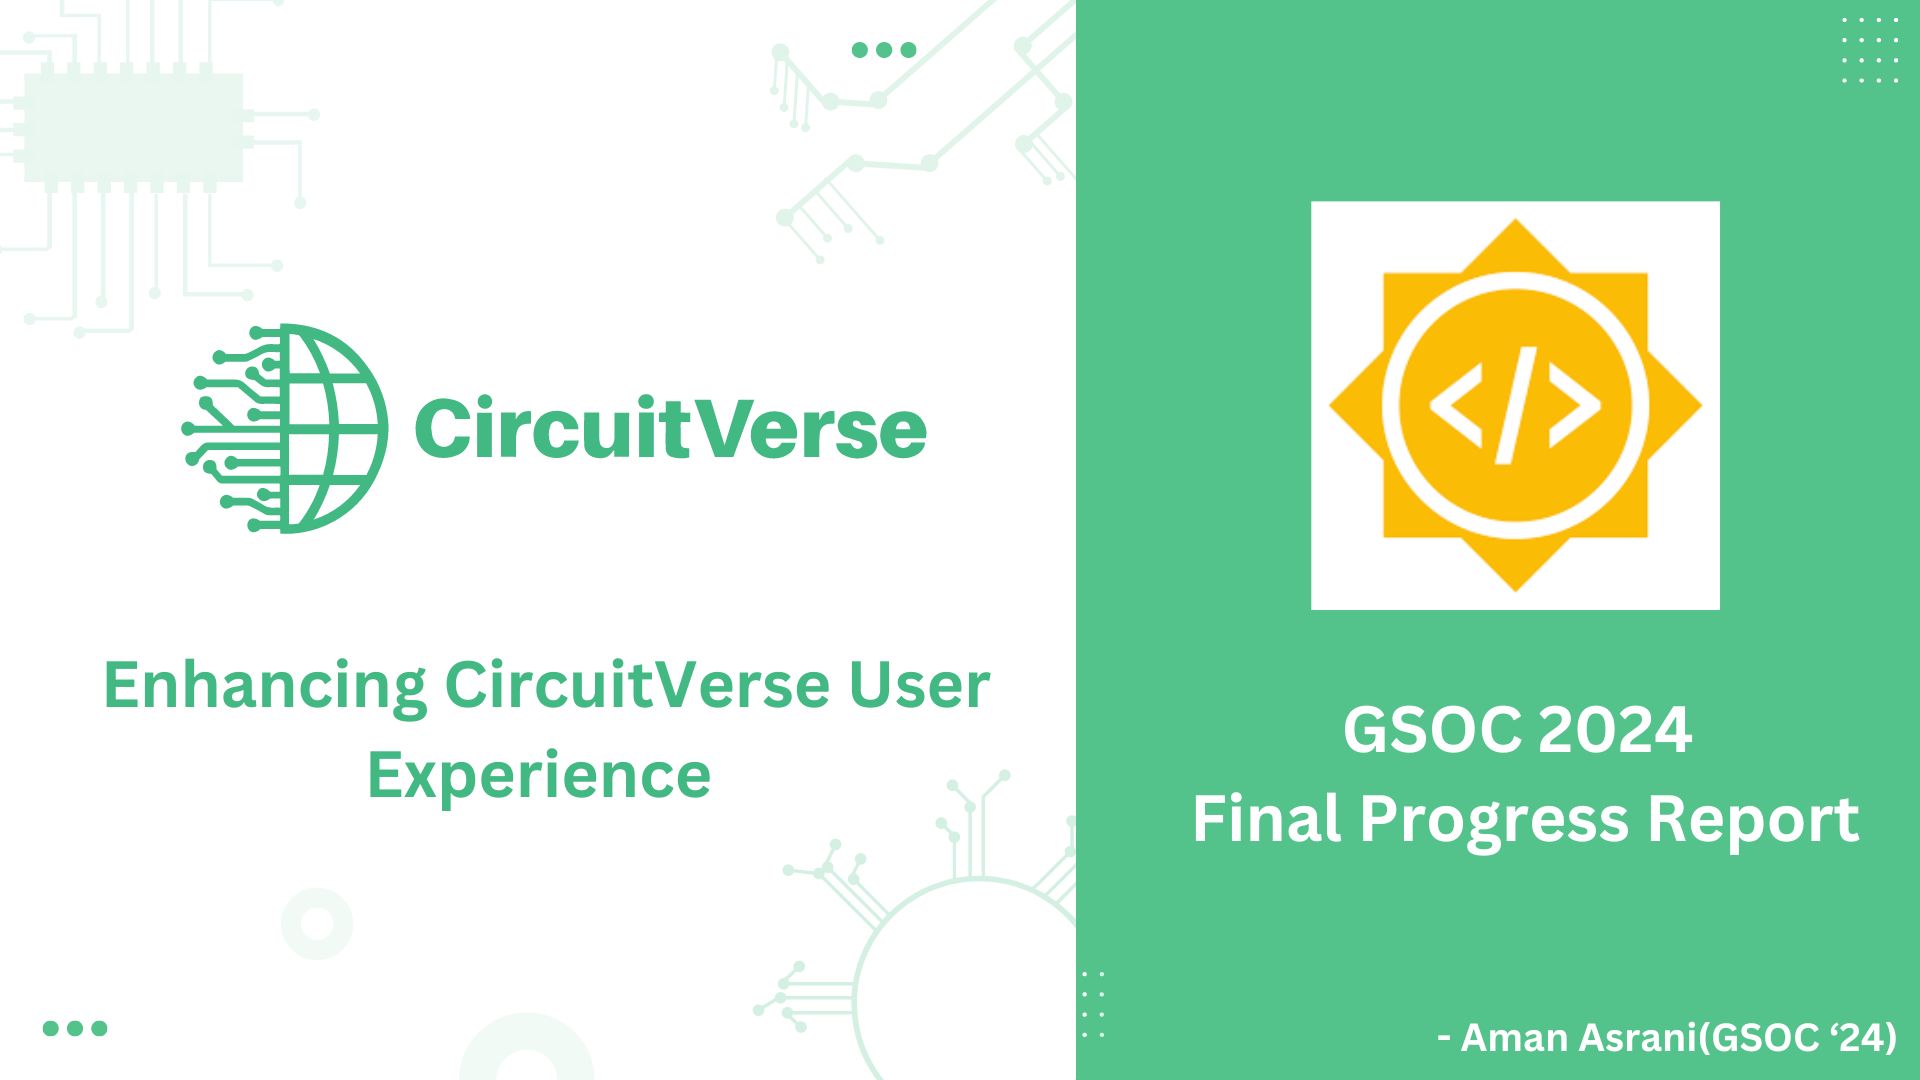 CircuitVerse
Enhancing CircuitVerse User
Experience
</>
GSOC 2024
Final Progress Report
- Aman Asrani(GSOC ‘24)